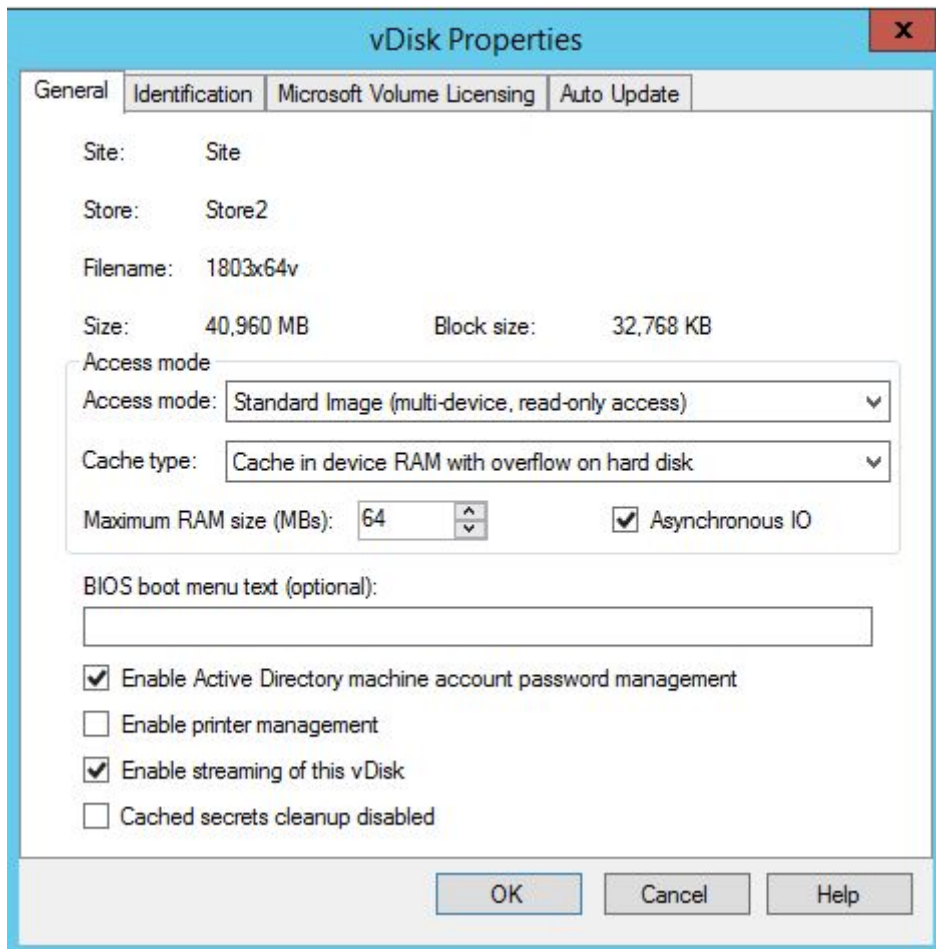 vDisk Properties
x
General Identification Microsoft Volume Licensing Auto Update
Site: Site
Store: Store2
Filename: 1803x64v
Size: 40,960 MB Block size: 32,768 KB
Access mode
Access mode: Standard Image (multi-device, read-only access)
Cache type: Cache in device RAM with overflow on hard disk
Maximum RAM size (MBs): 64 Asynchronous IO
BIOS boot menu text (optional):
Enable Active Directory machine account password management
Enable printer management
Enable streaming of this vDisk
Cached secrets cleanup disabled
OK Cancel Help